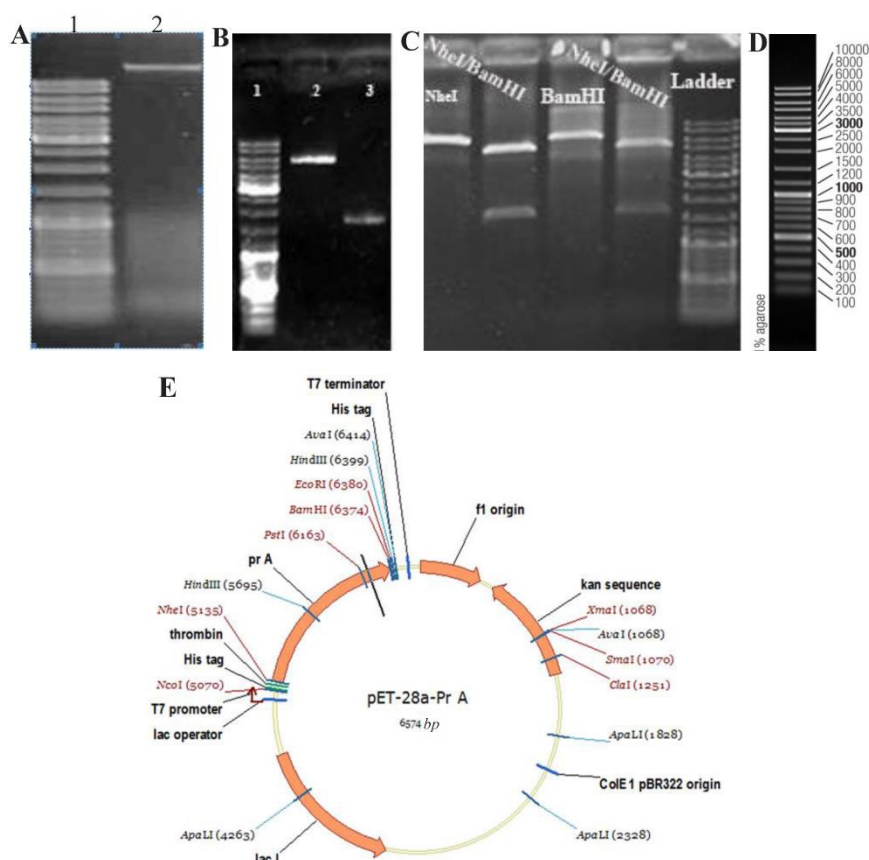 A
1
2
B
1
2
3
C
NheI
NheI/BamHI
BamHI
NheI/BamHI
Ladder
D
10000
8000
6000
5000
4000
3500
3000
2500
2000
1500
1200
1000
900
800
700
600
500
400
300
200
100
1% agarose
E
T7 terminator
His tag
AvaI (6414)
HindIII (6399)
EcoRI (6380)
BamHI (6374)
PstI (6163)
pr A
HindIII (5695)
NheI (5135)
thrombin
His tag
NcoI (5070)
T7 promoter
lac operator
ApaLI (4263)
lac I
f1 origin
kan sequence
XmaI (1068)
AvaI (1068)
SmaI (1070)
ClaI (1251)
ApaLI (1828)
ColE1 pBR322 origin
ApaLI (2328)
pET-28a-Pr A
6574 bp